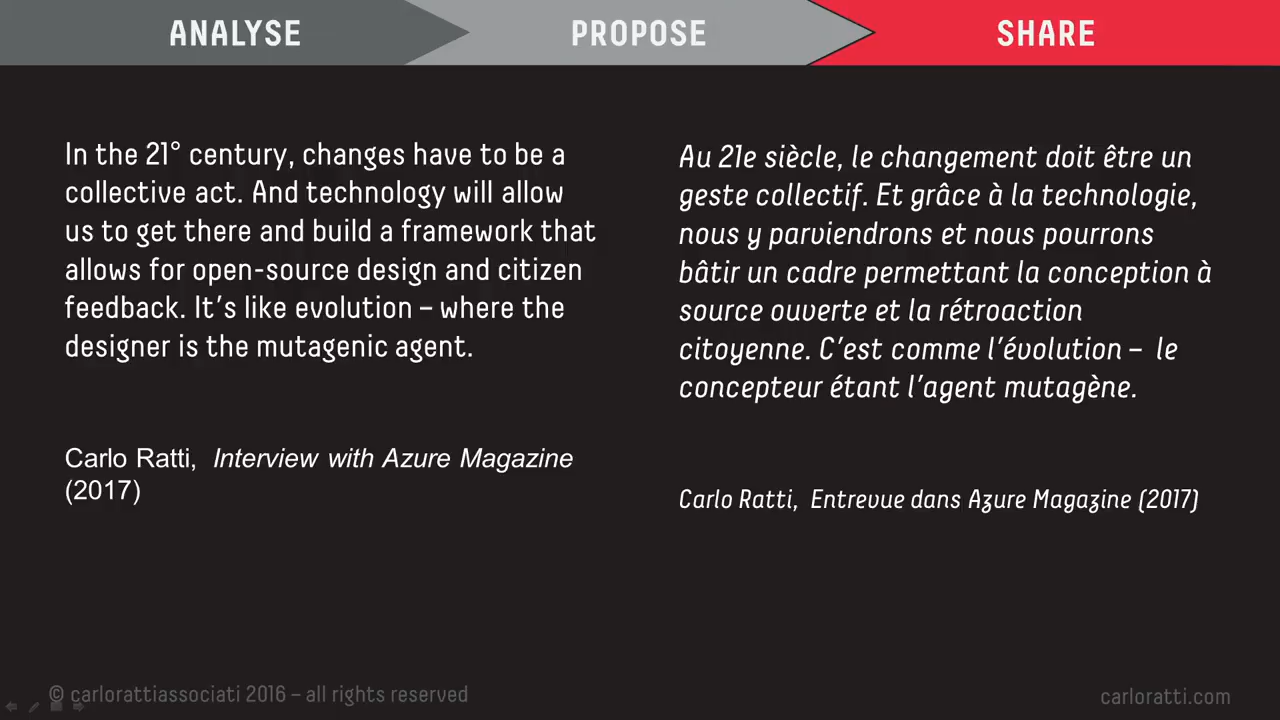 ANALYSE
PROPOSE
SHARE
In the 21° century, changes have to be a
collective act. And technology will allow
us to get there and build a framework that
allows for open-source design and citizen
feedback. It's like evolution – where the
designer is the mutagenic agent.
Carlo Ratti, Interview with Azure Magazine
(2017)
Au 21e siècle, le changement doit être un
geste collectif. Et grâce à la technologie,
nous y parviendrons et nous pourrons
bâtir un cadre permettant la conception à
source ouverte et la rétroaction
citoyenne. C'est comme l'évolution – le
concepteur étant l'agent mutagène.
Carlo Ratti, Entrevue dans Azure Magazine (2017)
© carlorattiassociati 2016 – all rights reserved
carloratti.com